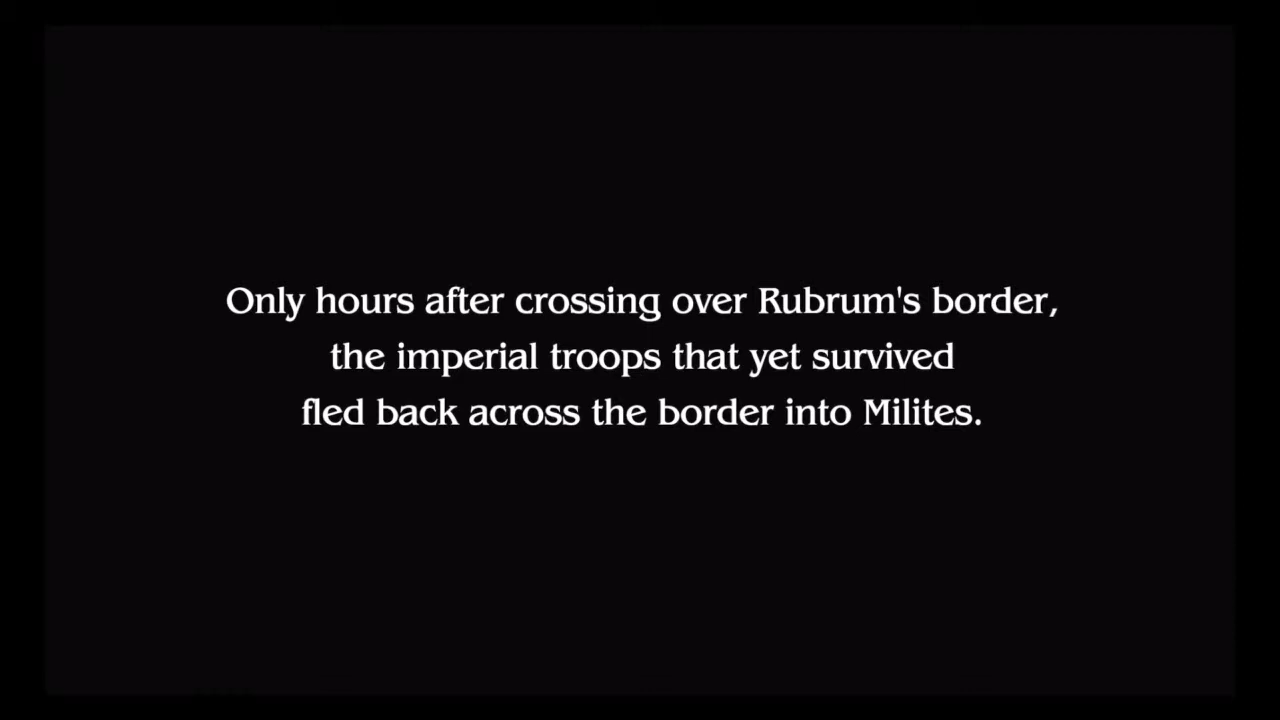 Only hours after crossing over Rubrum's border,
the imperial troops that yet survived
fled back across the border into Milites.